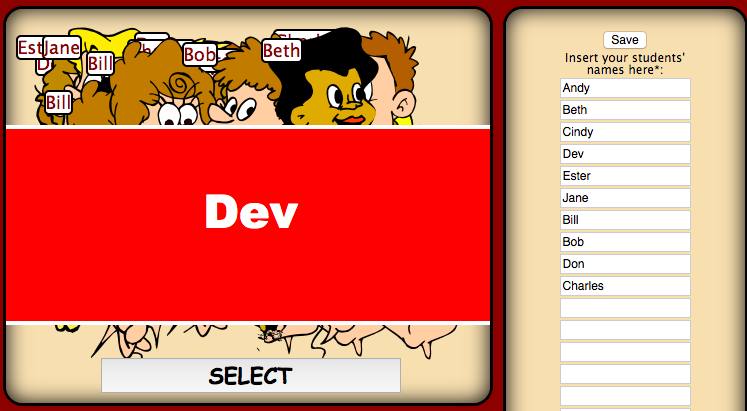 Est
Jane
Bill
Bob
Beth
Bill
Dev
SELECT
Save
Insert your students'
names here*:
Andy
Beth
Cindy
Dev
Ester
Jane
Bill
Bob
Don
Charles